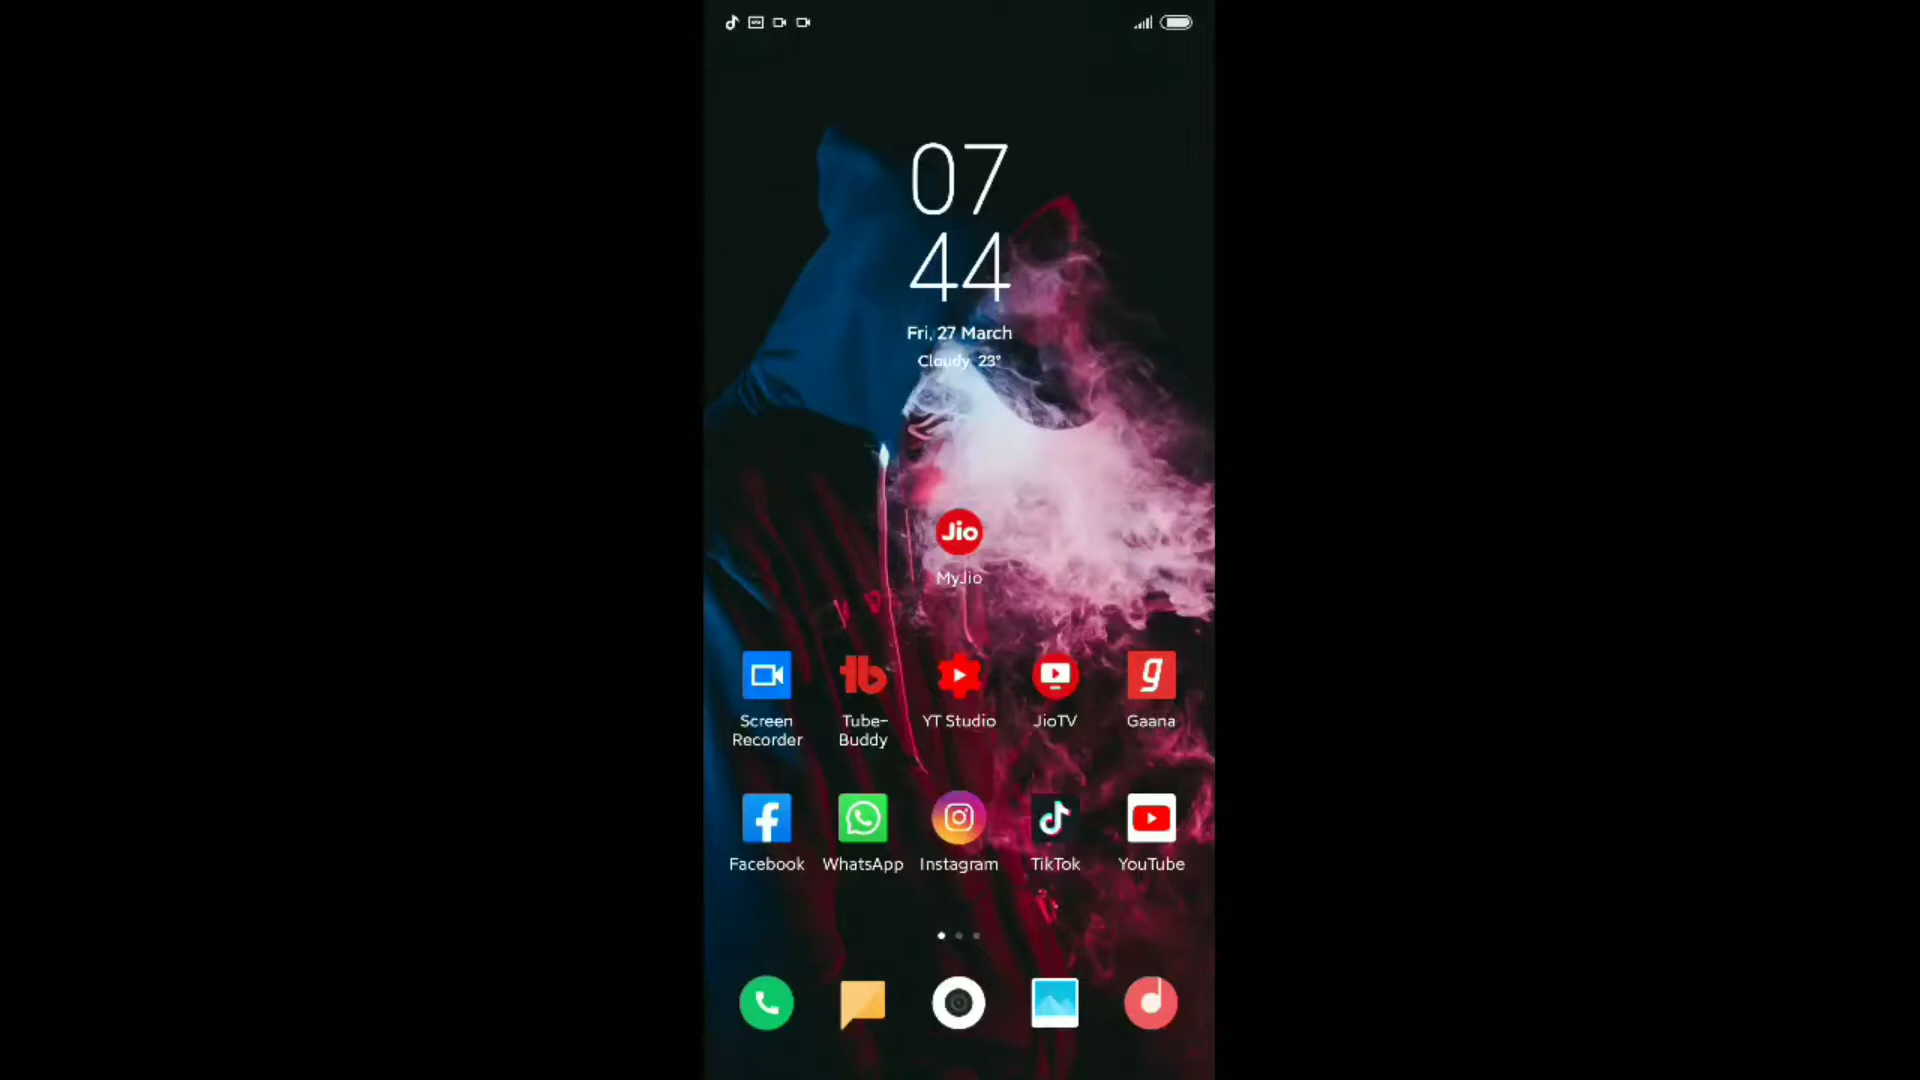 07
44
Fri, 27 March
Cloudy 23°
Jio
MyJio
Screen
Recorder
Tube-
Buddy
YT Studio
JioTV
Gaana
Facebook
WhatsApp
Instagram
TikTok
YouTube